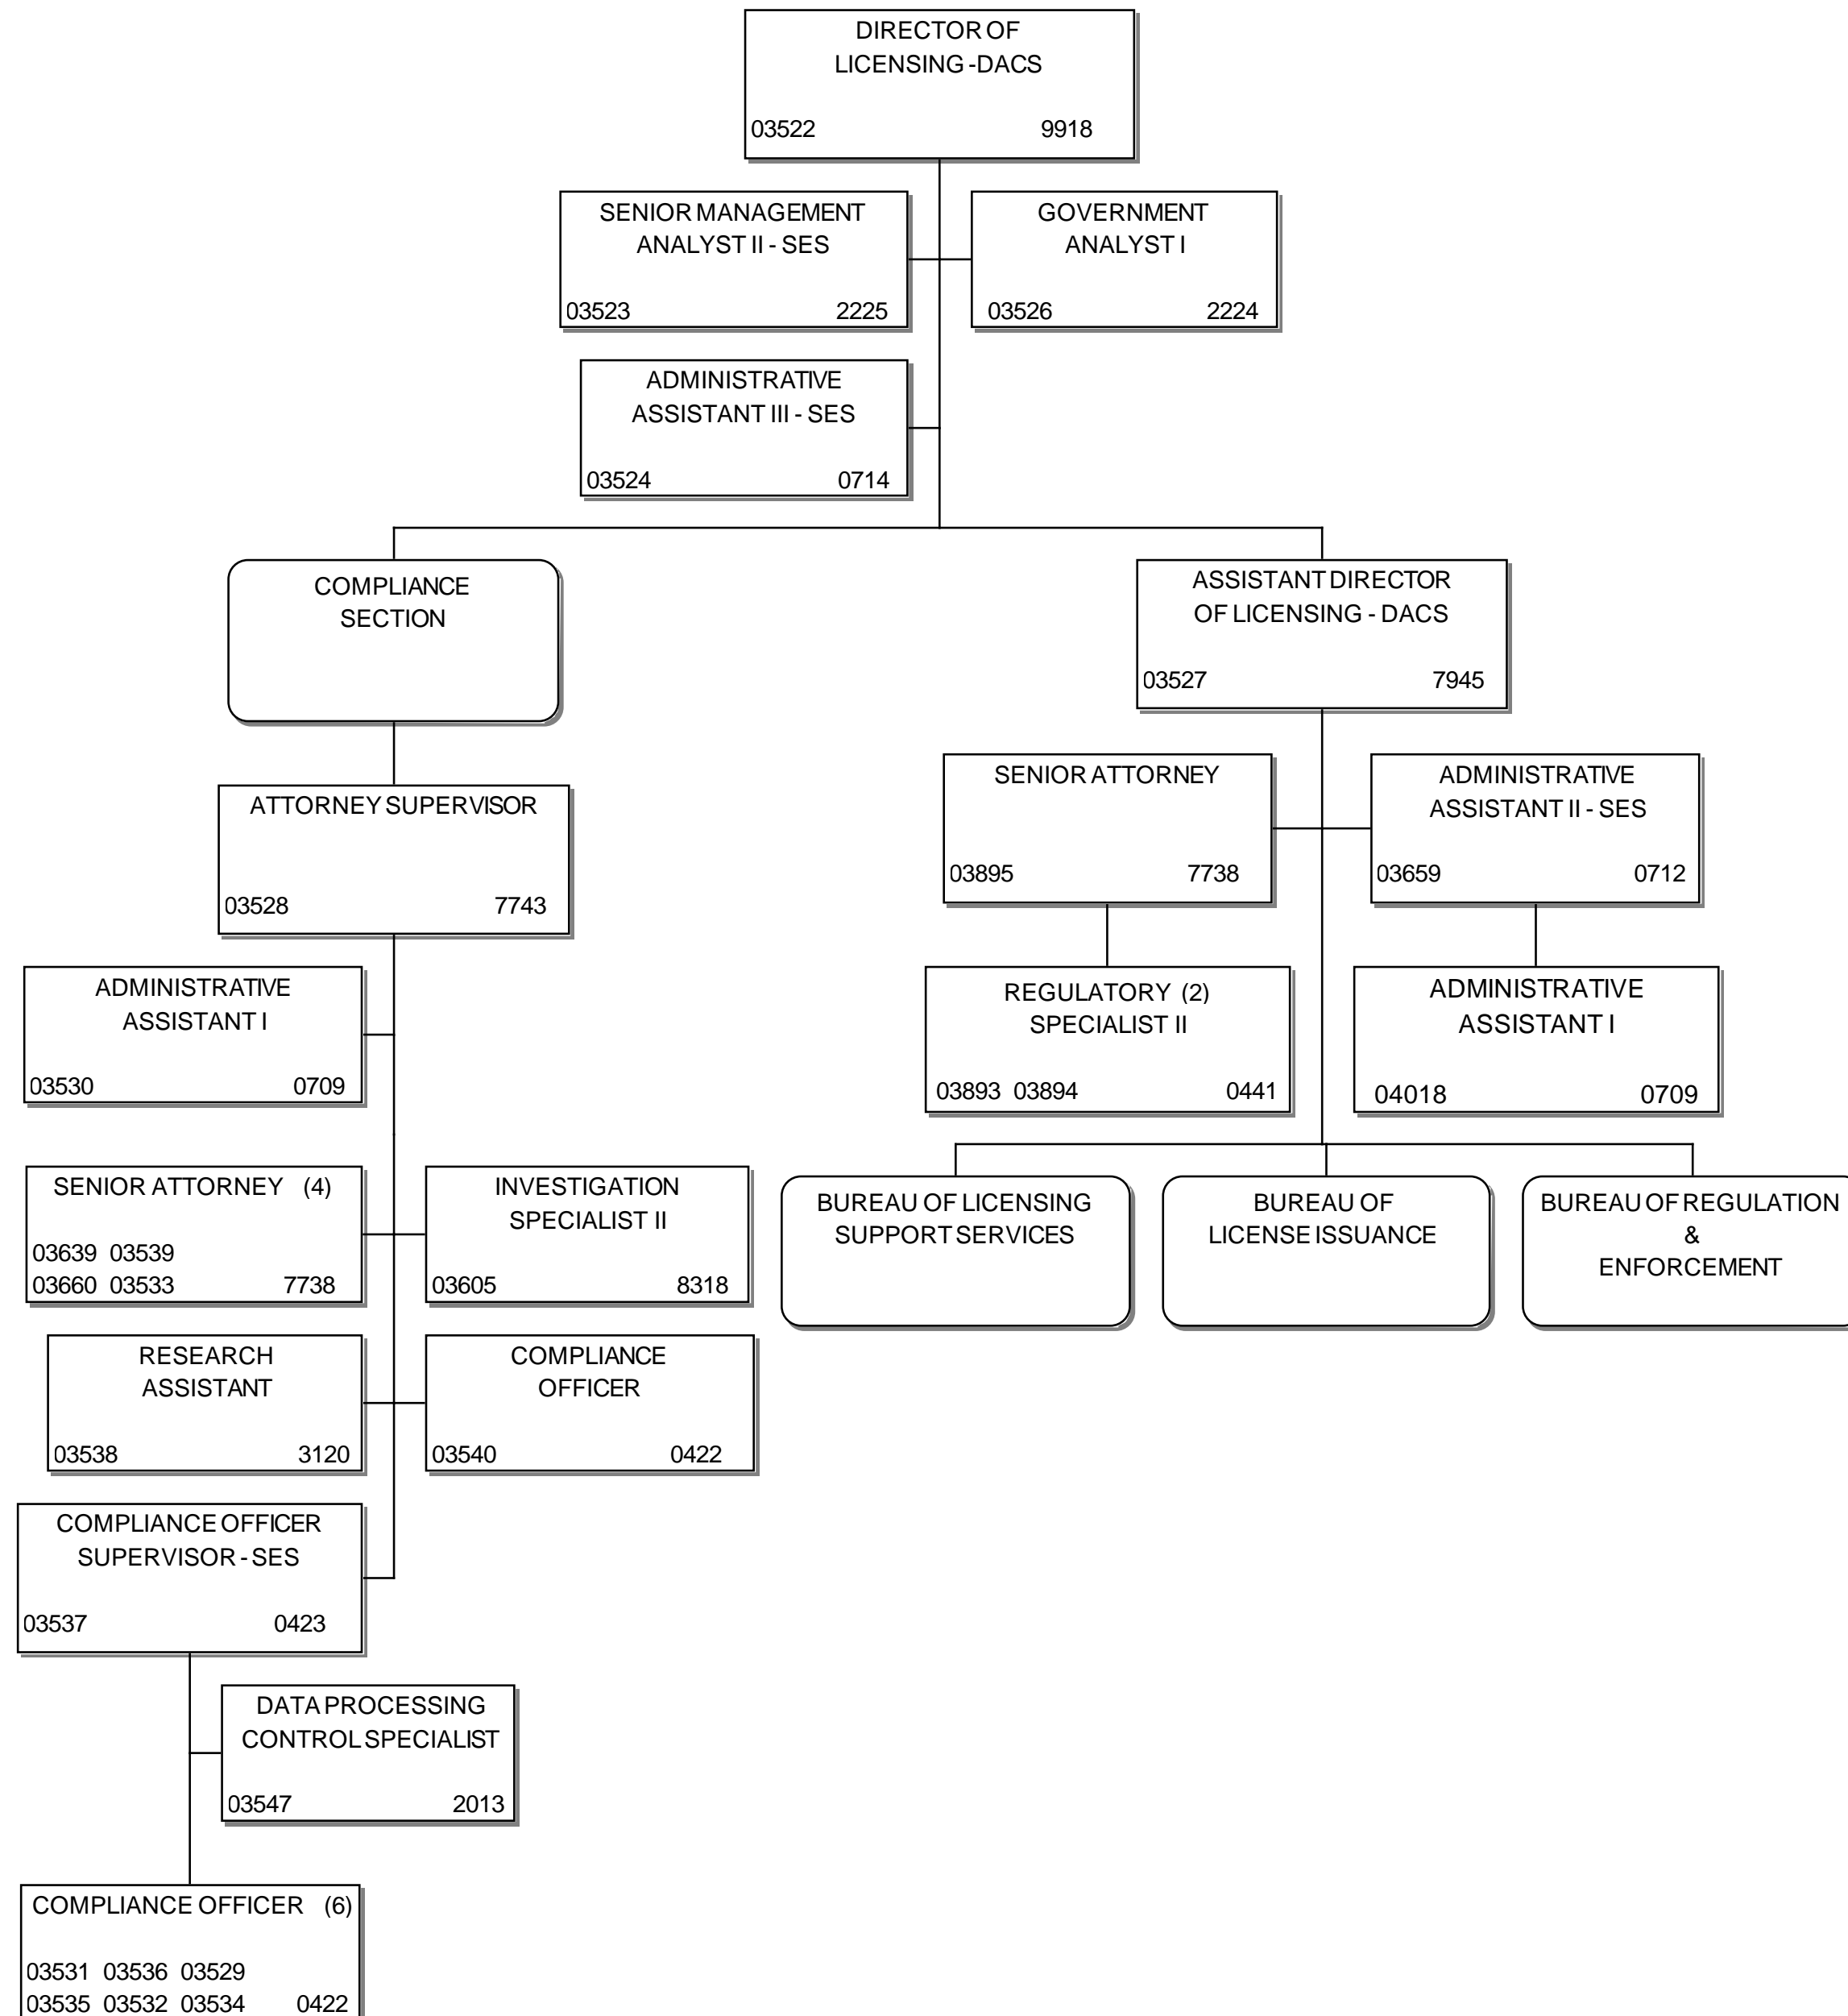 DIRECTOR OF
LICENSING - DACS
03522 9918
SENIOR MANAGEMENT
ANALYST II - SES
03523 2225
GOVERNMENT
ANALYST I
03526 2224
ADMINISTRATIVE
ASSISTANT III - SES
03524 0714
COMPLIANCE
SECTION
ASSISTANT DIRECTOR
OF LICENSING - DACS
03527 7945
ATTORNEY SUPERVISOR
03528 7743
SENIOR ATTORNEY
03895 7738
ADMINISTRATIVE
ASSISTANT II - SES
03659 0712
ADMINISTRATIVE
ASSISTANT I
03530 0709
REGULATORY (2)
SPECIALIST II
03893 03894 0441
ADMINISTRATIVE
ASSISTANT I
04018 0709
SENIOR ATTORNEY (4)
03639 03539
03660 03533 7738
INVESTIGATION
SPECIALIST II
03605 8318
BUREAU OF LICENSING
SUPPORT SERVICES
BUREAU OF
LICENSE ISSUANCE
BUREAU OF REGULATION
&
ENFORCEMENT
RESEARCH
ASSISTANT
03538 3120
COMPLIANCE
OFFICER
03540 0422
COMPLIANCE OFFICER
SUPERVISOR - SES
03537 0423
DATA PROCESSING
CONTROL SPECIALIST
03547 2013
COMPLIANCE OFFICER (6)
03531 03536 03529
03535 03532 03534 0422